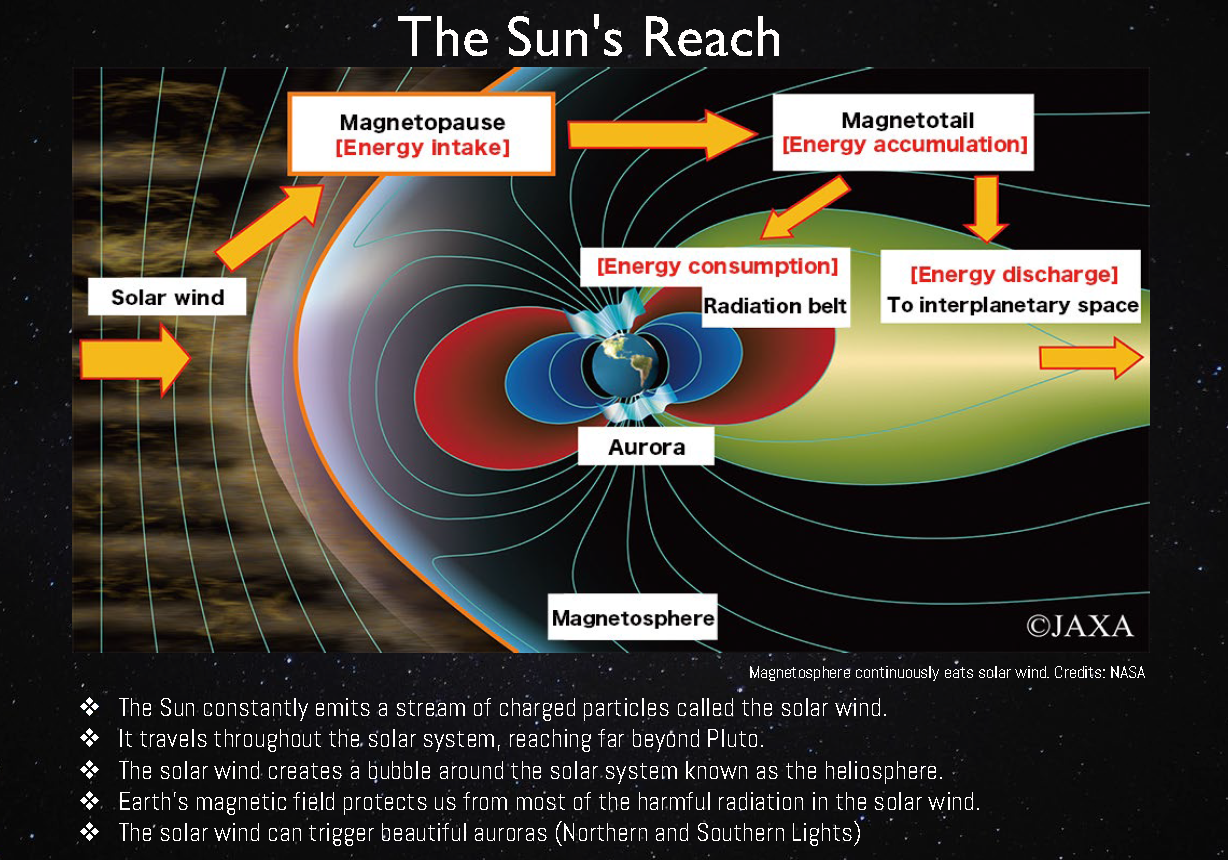 The Sun's Reach
Magnetopause
[Energy intake]
Magnetotail
[Energy accumulation]
[Energy consumption]
Radiation belt
[Energy discharge]
To interplanetary space
Solar wind
Aurora
Magnetosphere
©JAXA
Magnetosphere continuously eats solar wind. Credits: NASA
❖ The Sun constantly emits a stream of charged particles called the solar wind.
❖ It travels throughout the solar system, reaching far beyond Pluto.
❖ The solar wind creates a bubble around the solar system known as the heliosphere.
❖ Earth's magnetic field protects us from most of the harmful radiation in the solar wind.
❖ The solar wind can trigger beautiful auroras (Northern and Southern Lights)